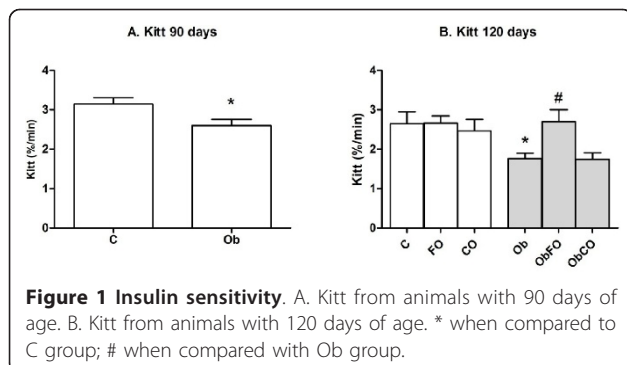 A. Kitt 90 days
4
3
2
1
0
Kitt (%/min)
*
C
Ob
B. Kitt 120 days
4
3
2
1
0
Kitt (%/min)
*
#
C
FO
CO
Ob
ObFO
ObCO
Figure 1 Insulin sensitivity. A. Kitt from animals with 90 days of
age. B. Kitt from animals with 120 days of age. * when compared to
C group; # when compared with Ob group.